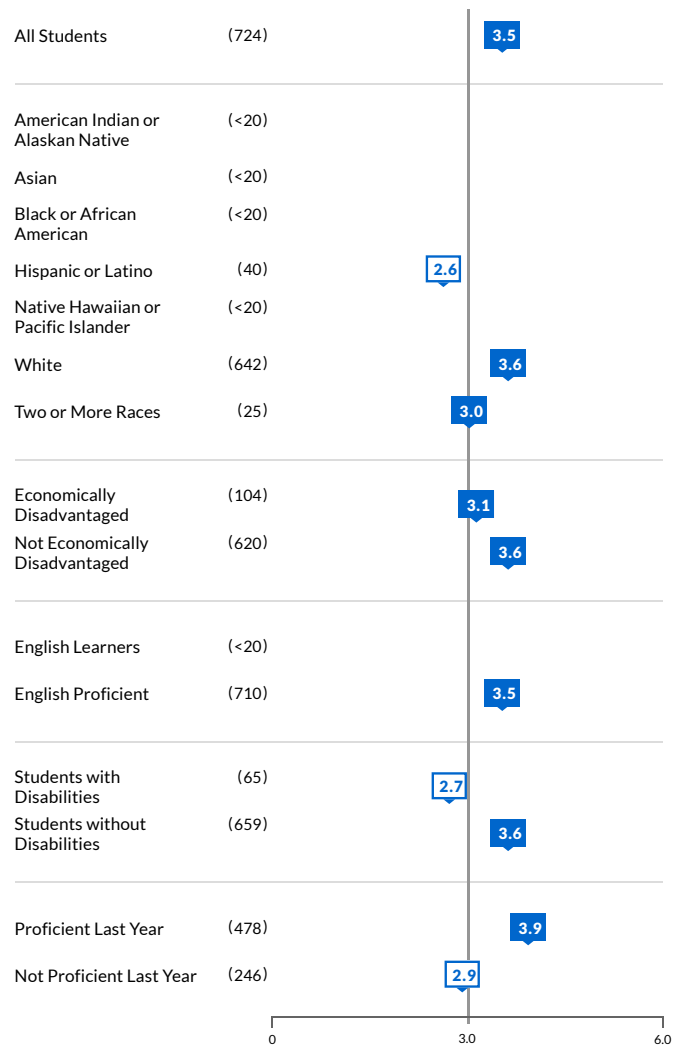 All Students (724) 3.5
American Indian or (<20)
Alaskan Native
Asian (<20)
Black or African (<20)
American
Hispanic or Latino (40) 2.6
Native Hawaiian or (<20)
Pacific Islander
White (642) 3.6
Two or More Races (25) 3.0
Economically (104) 3.1
Disadvantaged
Not Economically (620) 3.6
Disadvantaged
English Learners (<20)
English Proficient (710) 3.5
Students with (65) 2.7
Disabilities
Students without (659) 3.6
Disabilities
Proficient Last Year (478) 3.9
Not Proficient Last Year (246) 2.9
0 3.0 6.0